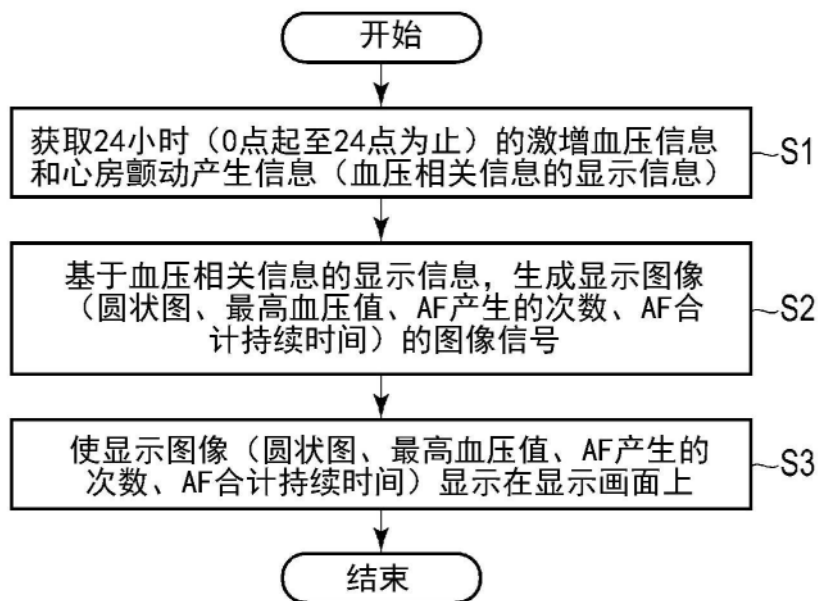 开始
获取24小时（0点起至24点为止）的激增血压信息
和心房颤动产生信息（血压相关信息的显示信息）
S1
基于血压相关信息的显示信息，生成显示图像
（圆状图、最高血压值、AF产生的次数、AF合
计持续时间）的图像信号
S2
使显示图像（圆状图、最高血压值、AF产生的
次数、AF合计持续时间）显示在显示画面上
S3
结束